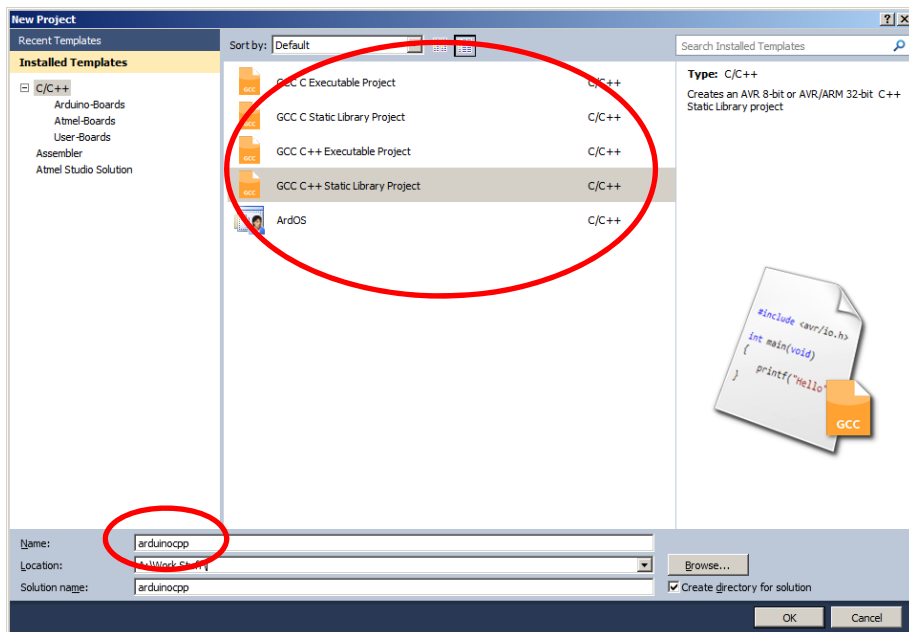 New Project
Recent Templates
Installed Templates
C/C++
Arduino-Boards
Atmel-Boards
User-Boards
Assembler
Atmel Studio Solution
Sort by: Default
GCC C Executable Project C/C++
GCC C Static Library Project C/C++
GCC C++ Executable Project C/C++
GCC C++ Static Library Project C/C++
ArdOS C/C++
Search Installed Templates
Type: C/C++
Creates an AVR 8-bit or AVR/ARM 32-bit C++
Static Library project
#include <avr/io.h>
int main(void)
{
printf("Hello"
}
GCC
Name: arduinocpp
Location: Work Stuff
Browse...
Solution name: arduinocpp
Create directory for solution
OK Cancel